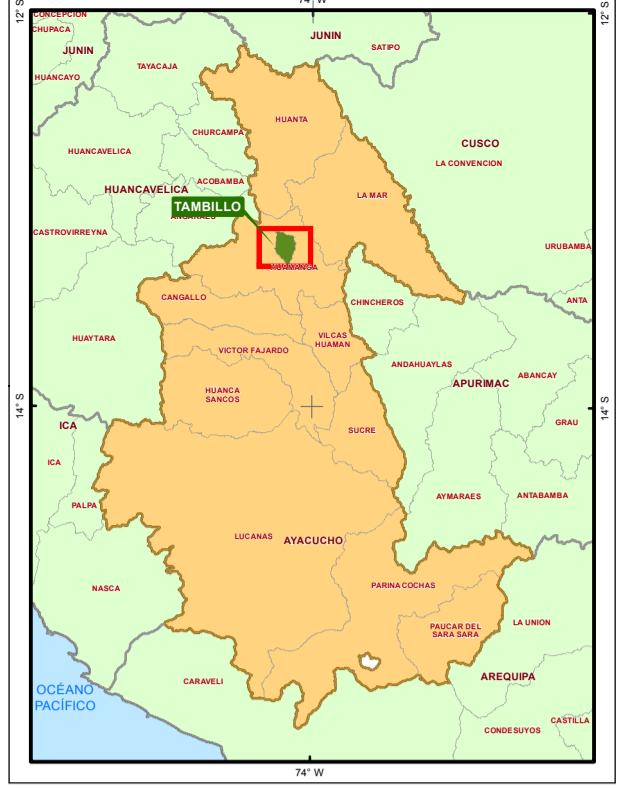 74° W
12° S
12° S
CONCEPCION
CHUPACA
JUNIN
JUNIN
SATIPO
TAYACAJA
HUANCAYO
HUANTA
CHURCAMPA
CUSCO
HUANCAVELICA
LA CONVENCION
ACOBAMBA
HUANCAVELICA
LA MAR
TAMBILLO
ANGARAES
CASTROVIRREYNA
URUBAMBA
HUAMANGA
CANGALLO
CHINCHEROS
ANTA
HUAYTARA
VILCAS
HUAMAN
VICTOR FAJARDO
ANDAHUAYLAS
ABANCAY
APURIMAC
HUANCA
SANCOS
14° S
14° S
ICA
GRAU
SUCRE
ICA
AYMARAES
ANTABAMBA
PALPA
LUCANAS
AYACUCHO
NASCA
PARINACOCHAS
PAUCAR DEL
SARA SARA
LA UNION
CARAVELI
AREQUIPA
OCÉANO
PACÍFICO
CASTILLA
CONDESUYOS
74° W